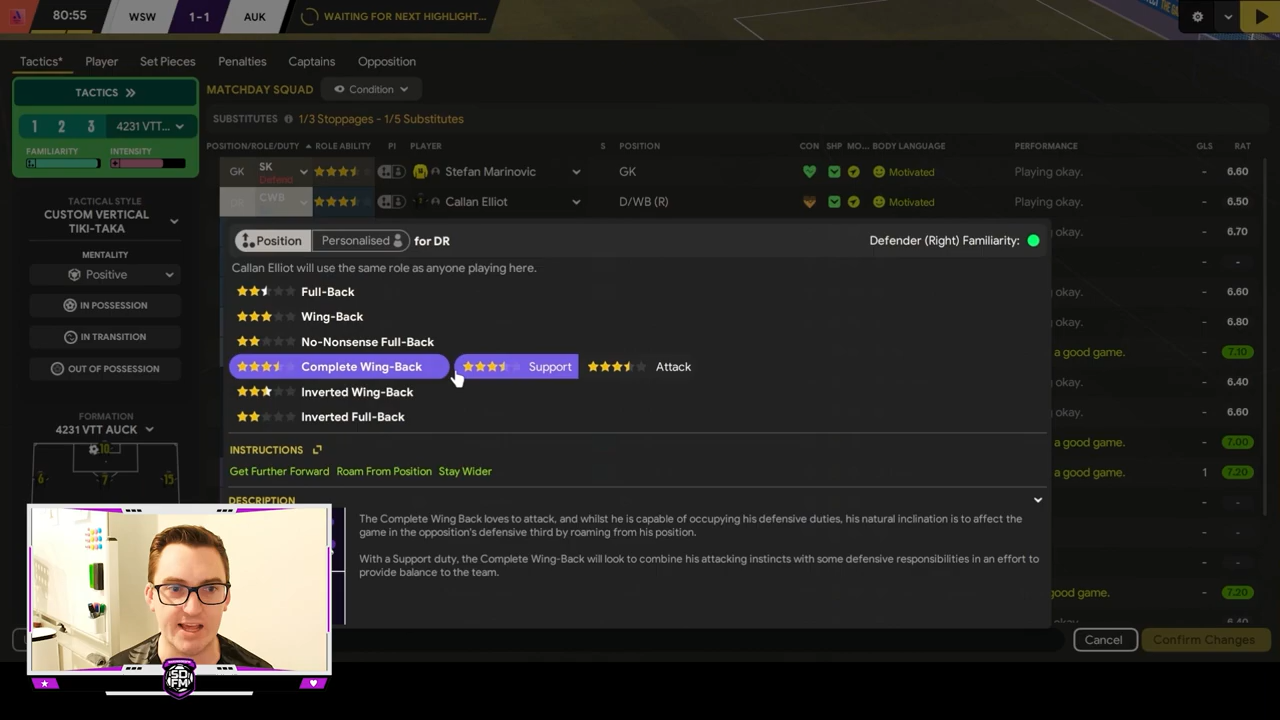 80:55 WSW 1-1 AUK WAITING FOR NEXT HIGHLIGHT...
Tactics* Player Set Pieces Penalties Captains Opposition
TACTICS
MATCHDAY SQUAD Condition
1 2 3 4231 VTT...
SUBSTITUTES 1/3 Stoppages - 1/5 Substitutes
FAMILIARITY INTENSITY
POSITION/ROLE/DUTY ROLE ABILITY PI PLAYER S POSITION CON SHP MO... BODY LANGUAGE PERFORMANCE GLS RAT
GK SK Defend Stefan Marinovic GK Motivated Playing okay. - 6.60
DR CWB Callan Elliot D/WB (R) Motivated Playing okay. - 6.50
TACTICAL STYLE
CUSTOM VERTICAL TIKI-TAKA
MENTALITY
Positive
IN POSSESSION
IN TRANSITION
OUT OF POSSESSION
FORMATION
4231 VTT AUCK
10
6 7 15
Position Personalised for DR Defender (Right) Familiarity:
Callan Elliot will use the same role as anyone playing here.
Full-Back
Wing-Back
No-Nonsense Full-Back
Complete Wing-Back Support Attack
Inverted Wing-Back
Inverted Full-Back
INSTRUCTIONS
Get Further Forward Roam From Position Stay Wider
DESCRIPTION
The Complete Wing Back loves to attack, and whilst he is capable of occupying his defensive duties, his natural inclination is to affect the
game in the opposition's defensive third by roaming from his position.
With a Support duty, the Complete Wing-Back will look to combine his attacking instincts with some defensive responsibilities in an effort to
provide balance to the team.
- 6.70
- -
okay. - 6.60
okay. - 6.80
a good game. - 7.10
okay. - 6.40
okay. - 6.60
a good game. - 7.00
a good game. 1 7.20
- -
- -
- -
good game. - 7.20
- 6.40
Cancel Confirm Changes
SD
FM